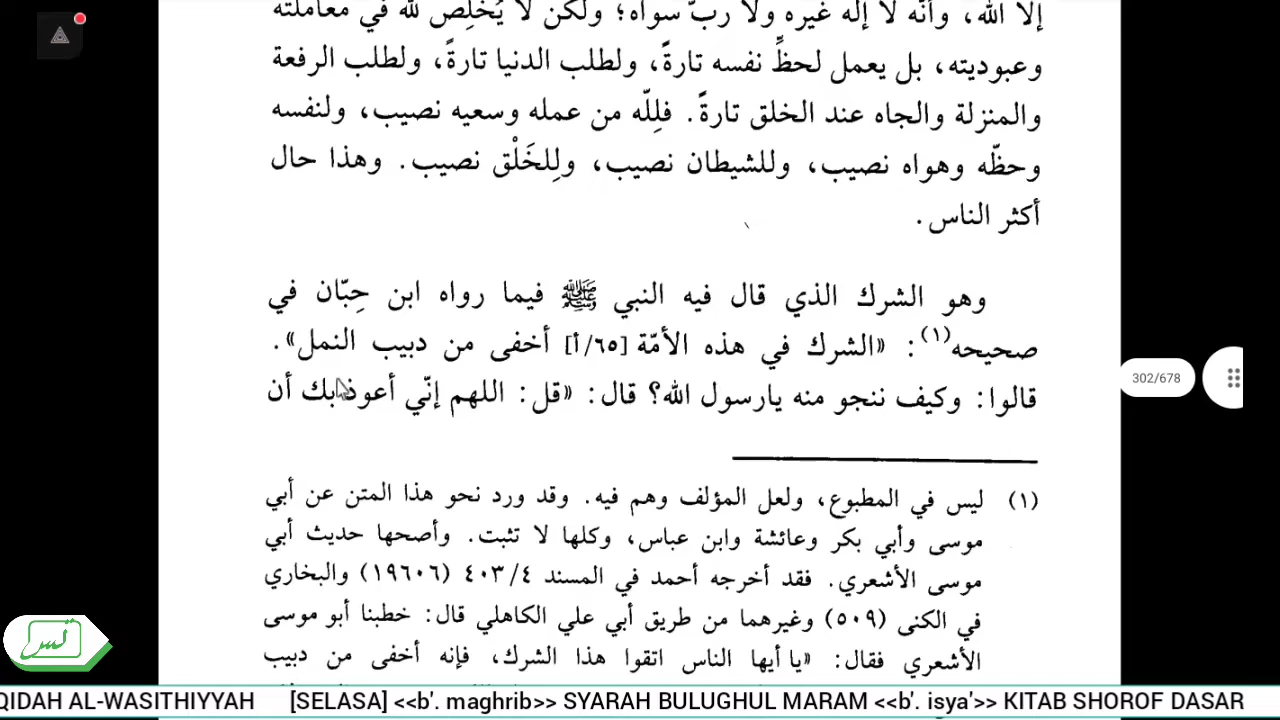 إلا الله، وأنّه لا إله غيره ولا ربّ سواه؛ ولكن لا يُخلِص لله في معاملته
وعبوديته، بل يعمل لحظِّ نفسه تارةً، ولطلب الدنيا تارةً، ولطلب الرفعة
والمنزلة والجاه عند الخلق تارةً. فلِلّه من عمله وسعيه نصيب، ولنفسه
وحظّه وهواه نصيب، وللشيطان نصيب، ولِلخَلْق نصيب. وهذا حال
أكثر الناس.
وهو الشرك الذي قال فيه النبي ﷺ فيما رواه ابن حِبّان في
صحيحه(١): «الشرك في هذه الأمّة [٦٥/أ] أخفى من دبيب النمل».
قالوا: وكيف ننجو منه يارسول الله؟ قال: «قل: اللهم إنّي أعوذ بك أن
(١) ليس في المطبوع، ولعل المؤلف وهم فيه. وقد ورد نحو هذا المتن عن أبي
موسى وأبي بكر وعائشة وابن عباس، وكلها لا تثبت. وأصحها حديث أبي
موسى الأشعري. فقد أخرجه أحمد في المسند ٤/٤٠٣ (١٩٦٠٦) والبخاري
في الكنى (٥٠٩) وغيرهما من طريق أبي علي الكاهلي قال: خطبنا أبو موسى
الأشعري فقال: «يا أيها الناس اتقوا هذا الشرك، فإنه أخفى من دبيب
302/678
QIDAH AL-WASITHIYYAH [SELASA] <<b'. maghrib>> SYARAH BULUGHUL MARAM <<b'. isya'>> KITAB SHOROF DASAR